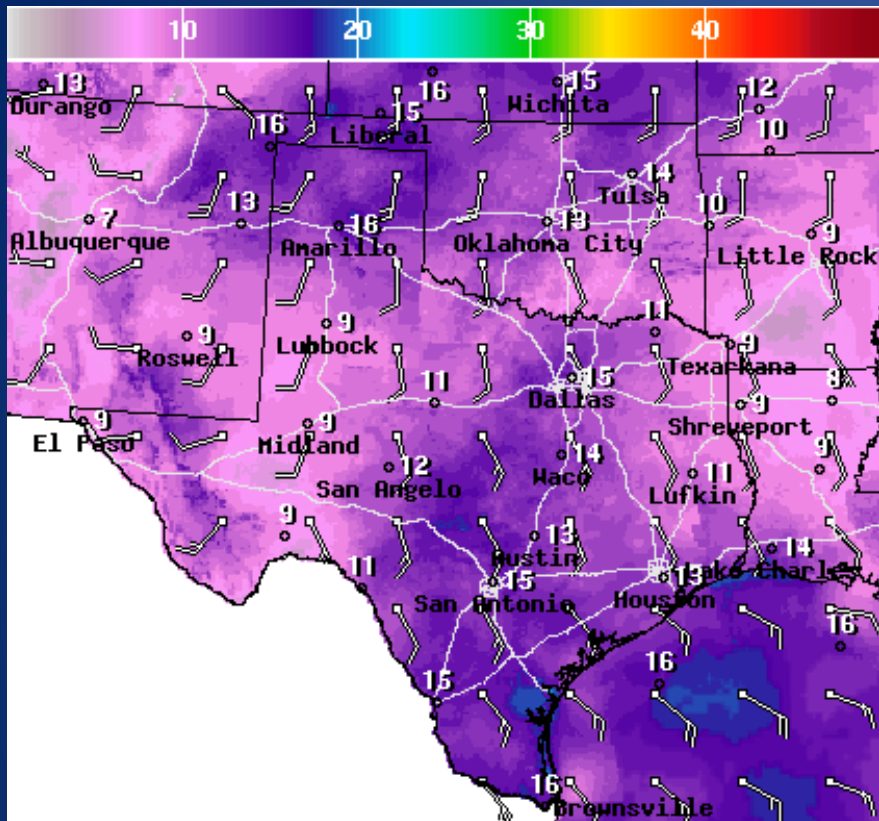 10 20 30 40
13 16 15 12
Durango Wichita
16 15 10
Liberal
14
Tulsa
7 13 16 10 9
Albuquerque Amarillo Oklahoma City Little Rock
9 9 11 9
Roswell Lubbock Texarkana
11 15 9
Dallas
9 9 Shreveport
El Paso Midland
12 14 11 9
San Angelo Waco Lufkin
9 13 14
Austin Lake Charles
11 15 13
San Antonio Houston
16
15 16
16
Brownsville